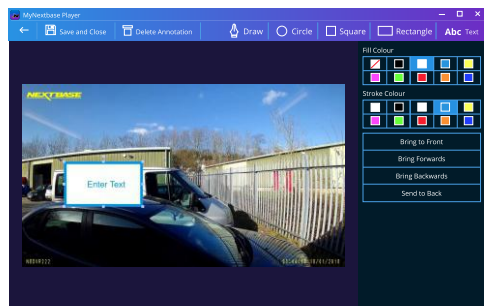 MyNextbase Player
Save and Close
Delete Annotation
Draw
Circle
Square
Rectangle
Abc Text
Fill Colour
Stroke Colour
Bring to Front
Bring Forwards
Bring Backwards
Send to Back
NEXTBASE
Enter Text